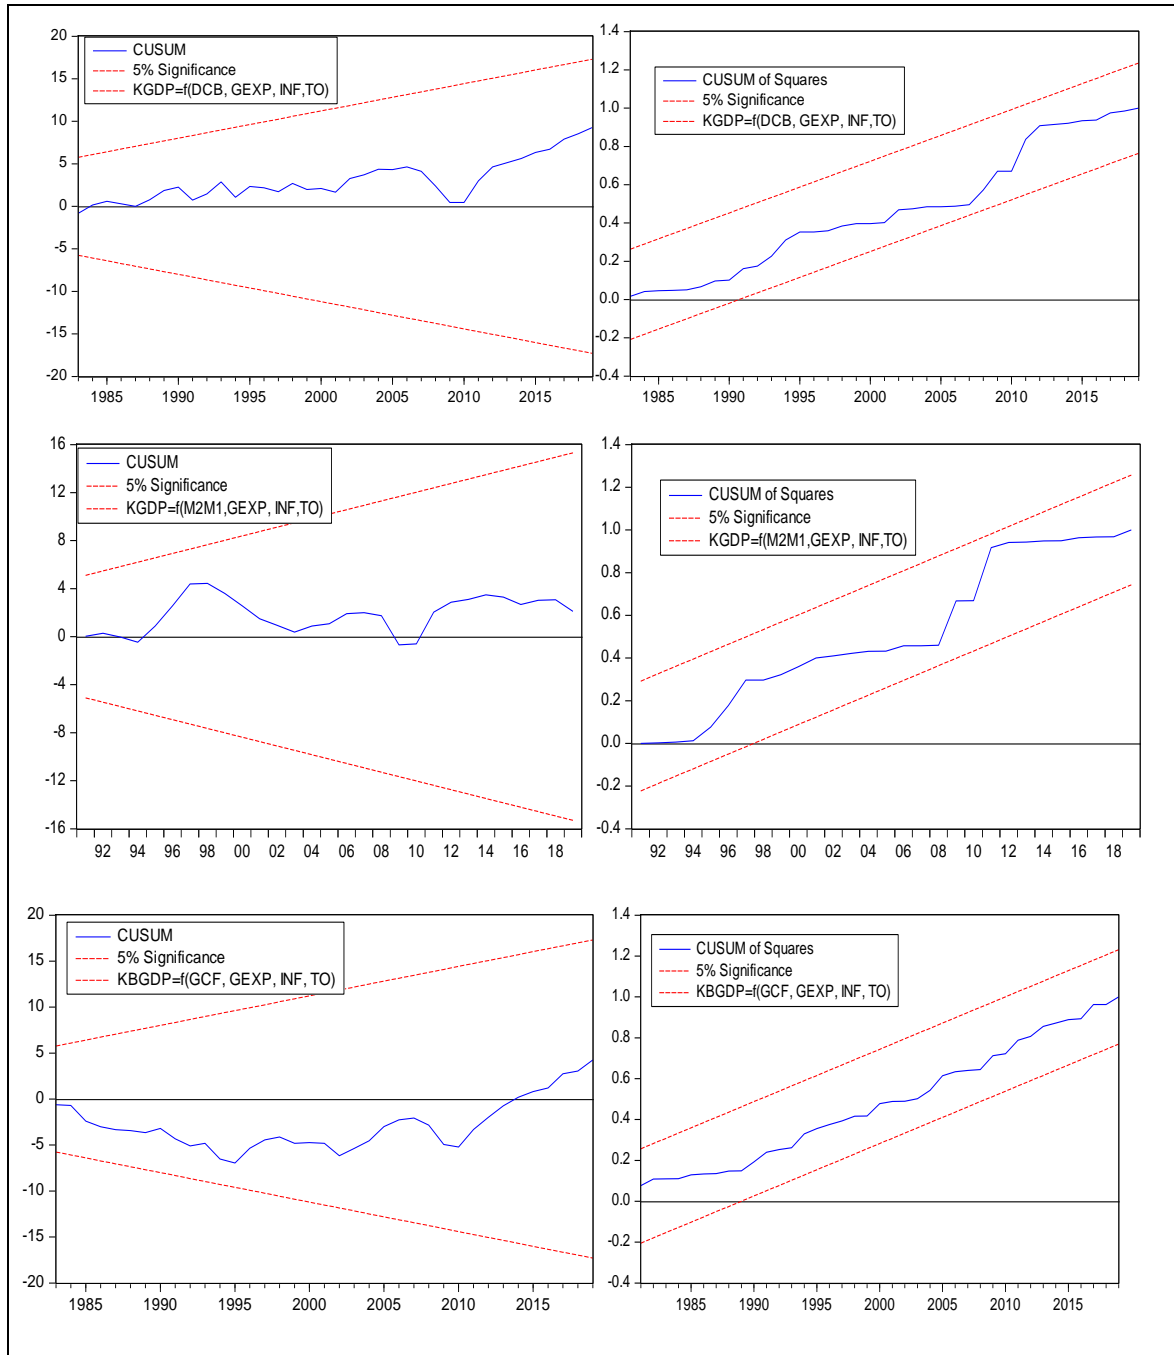 20
15
10
5
0
-5
-10
-15
-20
CUSUM
5% Significance
KGDP=f(DCB, GEXP, INF,TO)
1985 1990 1995 2000 2005 2010 2015
1.4
1.2
1.0
0.8
0.6
0.4
0.2
0.0
-0.2
-0.4
CUSUM of Squares
5% Significance
KGDP=f(DCB, GEXP, INF,TO)
1985 1990 1995 2000 2005 2010 2015
16
12
8
4
0
-4
-8
-12
-16
CUSUM
5% Significance
KGDP=f(M2M1,GEXP, INF,TO)
92 94 96 98 00 02 04 06 08 10 12 14 16 18
1.4
1.2
1.0
0.8
0.6
0.4
0.2
0.0
-0.2
-0.4
CUSUM of Squares
5% Significance
KGDP=f(M2M1,GEXP, INF,TO)
92 94 96 98 00 02 04 06 08 10 12 14 16 18
20
15
10
5
0
-5
-10
-15
-20
CUSUM
5% Significance
KBGDP=f(GCF, GEXP, INF, TO)
1985 1990 1995 2000 2005 2010 2015
1.4
1.2
1.0
0.8
0.6
0.4
0.2
0.0
-0.2
-0.4
CUSUM of Squares
5% Significance
KBGDP=f(GCF, GEXP, INF, TO)
1985 1990 1995 2000 2005 2010 2015